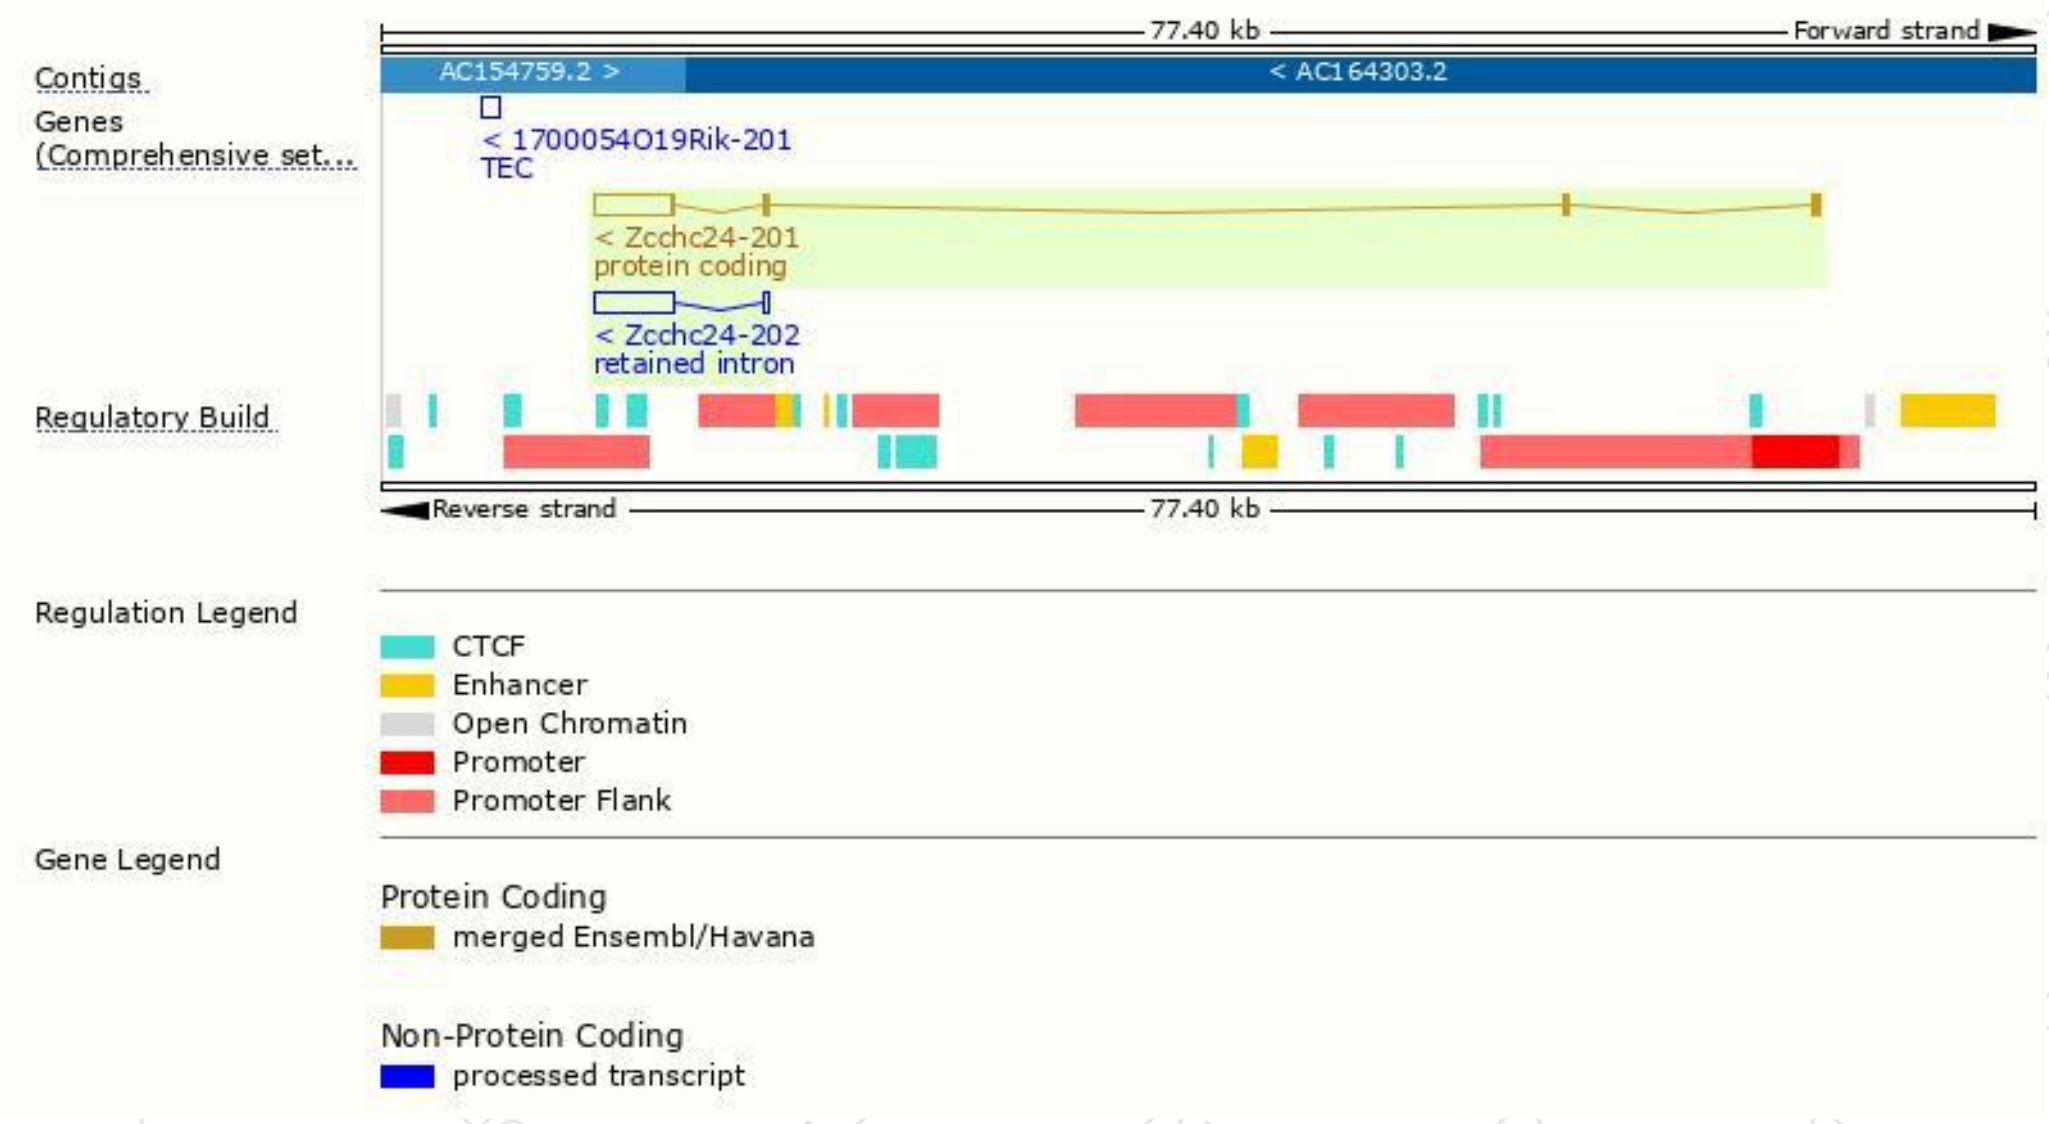 77.40 kb Forward strand
Contigs AC154759.2 > < AC164303.2
Genes
(Comprehensive set...
< 1700054O19Rik-201
TEC
< Zcchc24-201
protein coding
< Zcchc24-202
retained intron
Regulatory Build
Reverse strand 77.40 kb
Regulation Legend
CTCF
Enhancer
Open Chromatin
Promoter
Promoter Flank
Gene Legend
Protein Coding
merged Ensembl/Havana
Non-Protein Coding
processed transcript